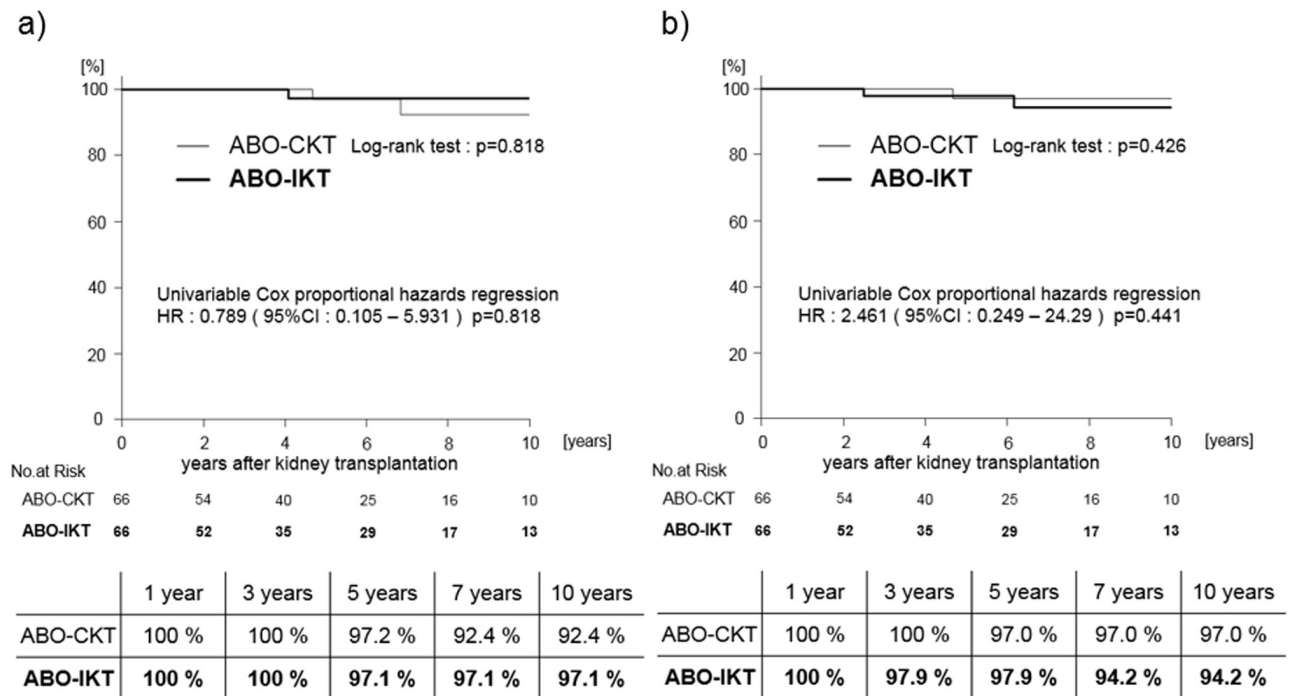 a)
[%]
100
80
60
40
20
0
ABO-CKT Log-rank test : p=0.818
ABO-IKT
Univariable Cox proportional hazards regression
HR : 0.789 ( 95%CI : 0.105 – 5.931 ) p=0.818
0 2 4 6 8 10 [years]
years after kidney transplantation
No.at Risk
ABO-CKT 66 54 40 25 16 10
ABO-IKT 66 52 35 29 17 13
1 year 3 years 5 years 7 years 10 years
ABO-CKT 100 % 100 % 97.2 % 92.4 % 92.4 %
ABO-IKT 100 % 100 % 97.1 % 97.1 % 97.1 %
b)
[%]
100
80
60
40
20
0
ABO-CKT Log-rank test : p=0.426
ABO-IKT
Univariable Cox proportional hazards regression
HR : 2.461 ( 95%CI : 0.249 – 24.29 ) p=0.441
0 2 4 6 8 10 [years]
years after kidney transplantation
No.at Risk
ABO-CKT 66 54 40 25 16 10
ABO-IKT 66 52 35 29 17 13
1 year 3 years 5 years 7 years 10 years
ABO-CKT 100 % 100 % 97.0 % 97.0 % 97.0 %
ABO-IKT 100 % 97.9 % 97.9 % 94.2 % 94.2 %